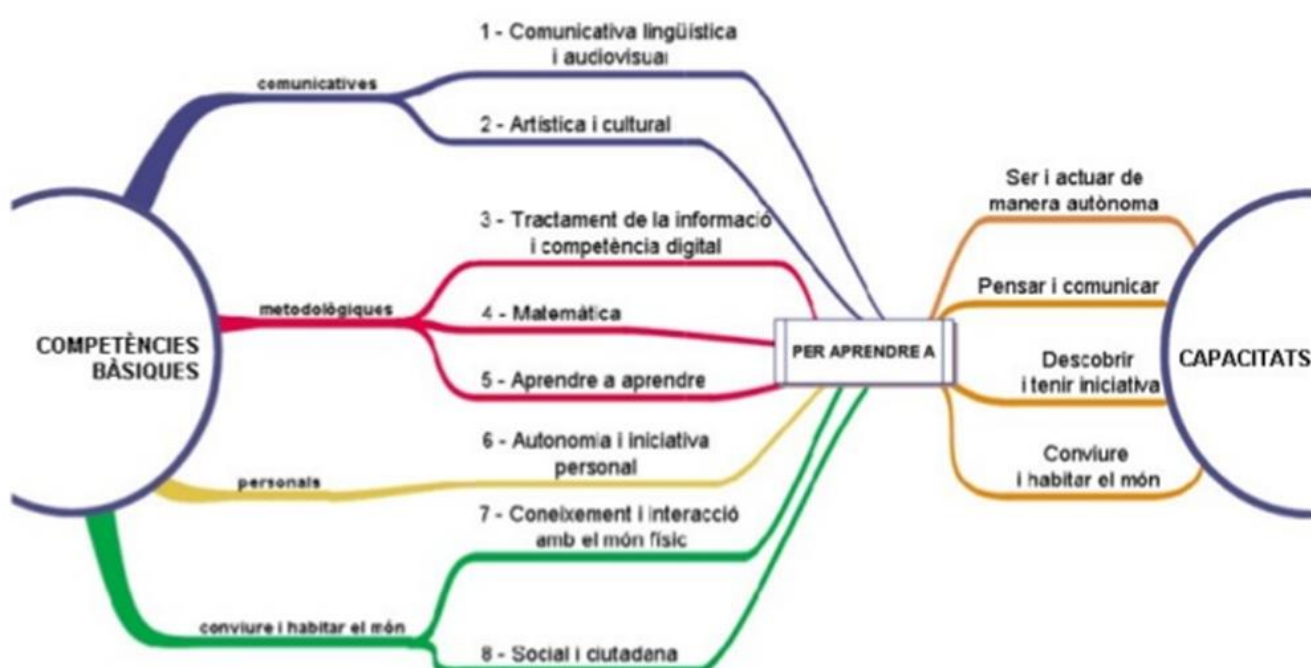 COMPETÈNCIES
BÀSIQUES
comunicatives
1 - Comunicativa lingüística
i audiovisual
2 - Artística i cultural
metodològiques
3 - Tractament de la informació
i competència digital
4 - Matemàtica
5 - Aprendre a aprendre
personals
6 - Autonomia i iniciativa
personal
conviure i habitar el món
7 - Coneixement i interacció
amb el món físic
8 - Social i ciutadana
PER APRENDRE A
Ser i actuar de
manera autònoma
Pensar i comunicar
Descobrir
i tenir iniciativa
Conviure
i habitar el món
CAPACITATS